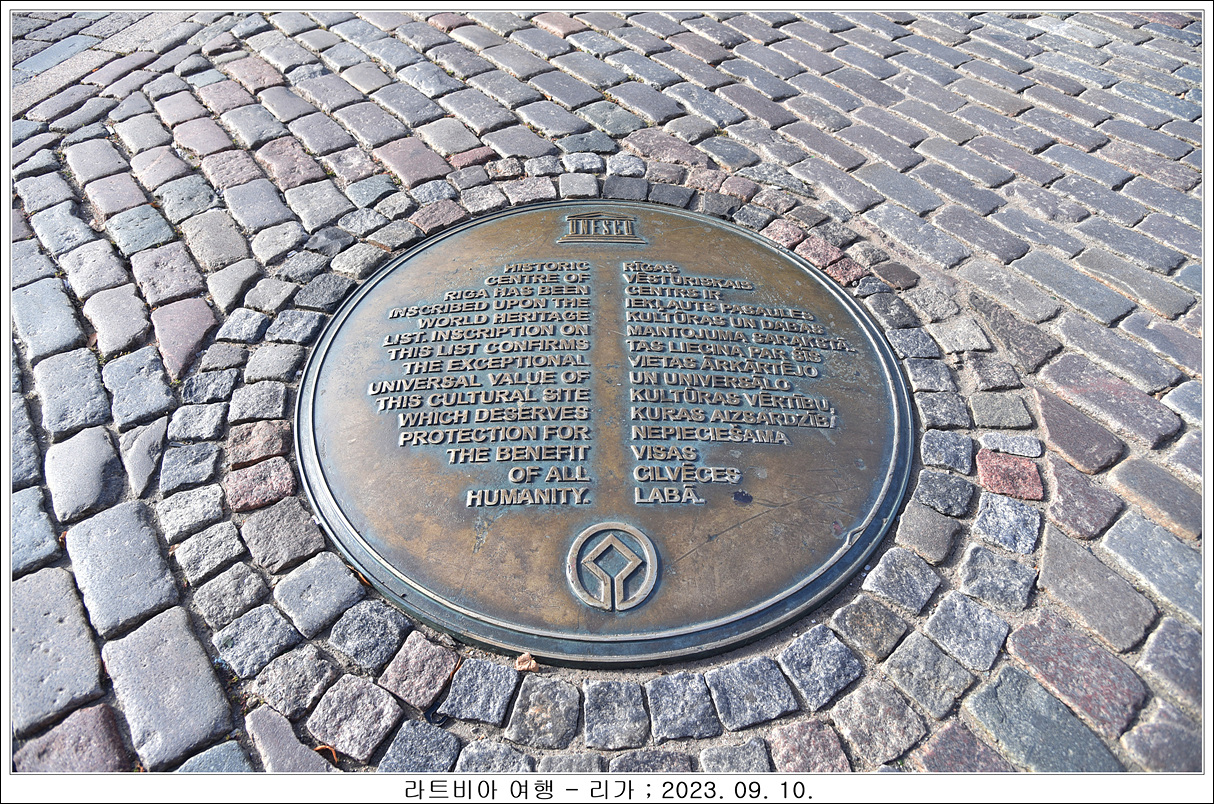 UNESCO
HISTORIC
CENTRE OF
RIGA HAS BEEN
INSCRIBED UPON THE
WORLD HERITAGE
LIST. INSCRIPTION ON
THIS LIST CONFIRMS
THE EXCEPTIONAL
UNIVERSAL VALUE OF
THIS CULTURAL SITE
WHICH DESERVES
PROTECTION FOR
THE BENEFIT
OF ALL
HUMANITY.
RĪGAS
VĒSTURISKAIS
CENTRS IR
IEKĻAUTS PASAULES
KULTŪRAS UN DABAS
MANTOJUMA SARAKSTĀ.
TAS LIECINA PAR ŠĪS
VIETAS ĀRKĀRTĒJO
UN UNIVERSĀLO
KULTŪRAS VĒRTĪBU,
KURAS AIZSARDZĪBA
NEPIECIEŠAMA
VISAS
CILVĒCES
LABĀ.
라트비아 여행 - 리가 ; 2023. 09. 10.